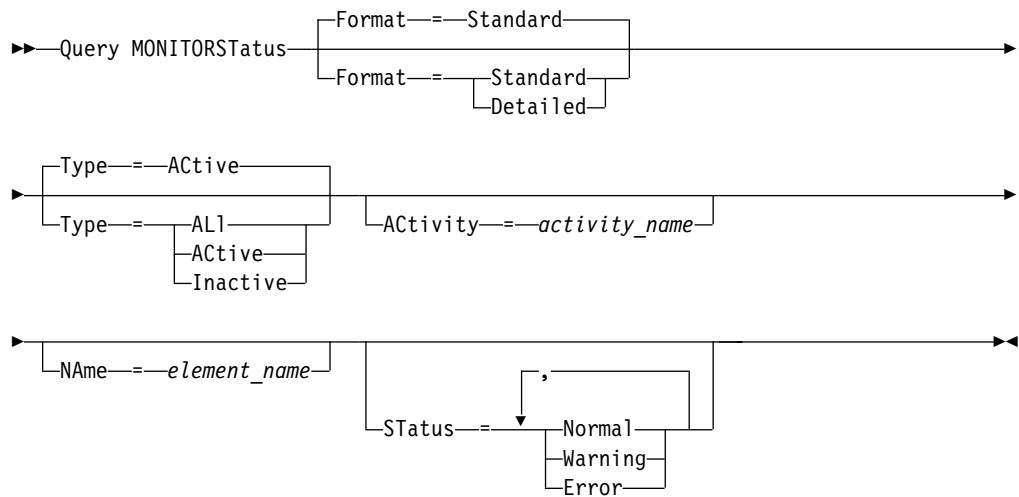 Format = Standard
Query MONITORSTatus
Format = Standard
Detailed
Type = ACtive
Type = ALl
ACtive
Inactive
ACtivity = activity_name
NAme = element_name
,
STatus = Normal
Warning
Error